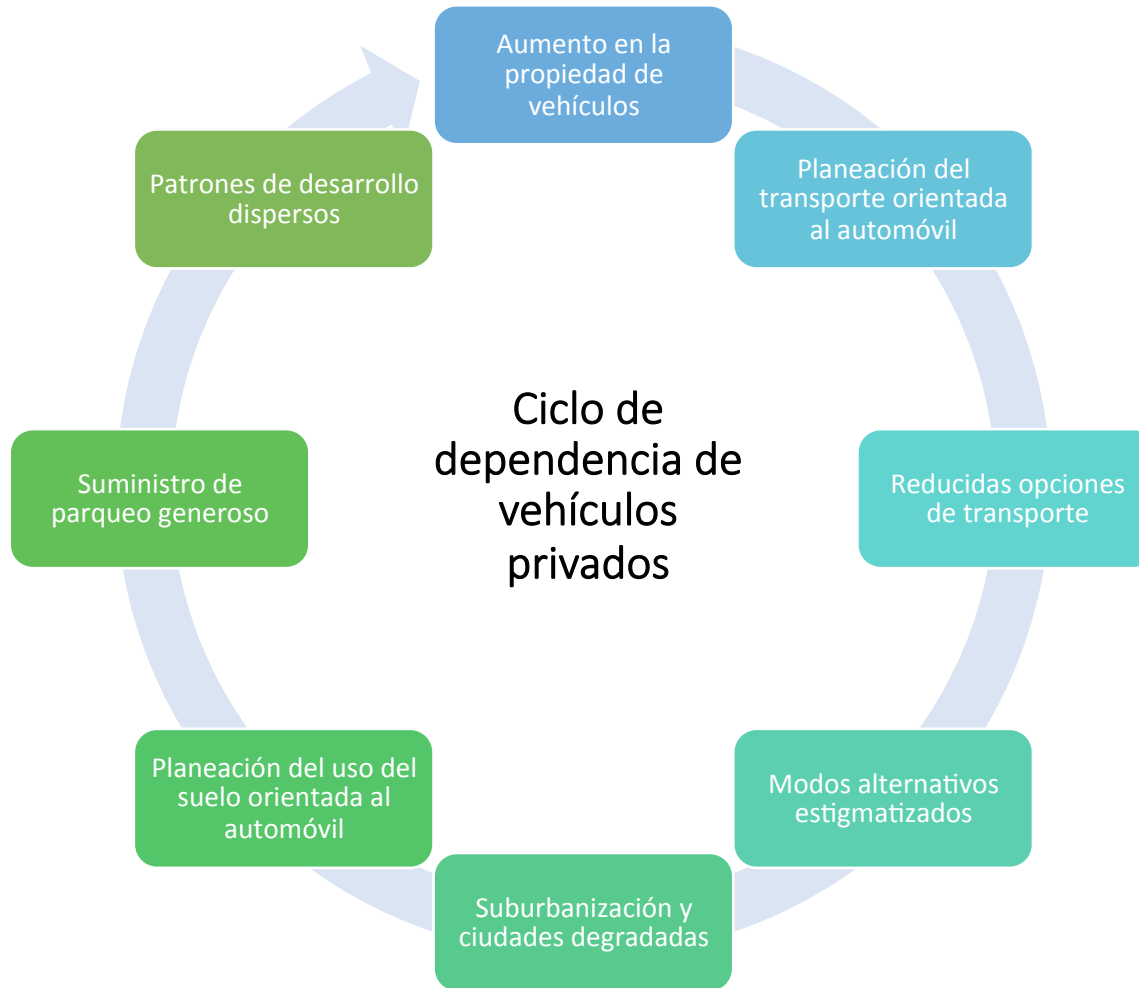 Aumento en la
propiedad de
vehículos
Planeación del
transporte orientada
al automóvil
Reducidas opciones
de transporte
Modos alternativos
estigmatizados
Suburbanización y
ciudades degradadas
Planeación del uso del
suelo orientada al
automóvil
Suministro de
parqueo generoso
Patrones de desarrollo
dispersos
Ciclo de
dependencia de
vehículos
privados